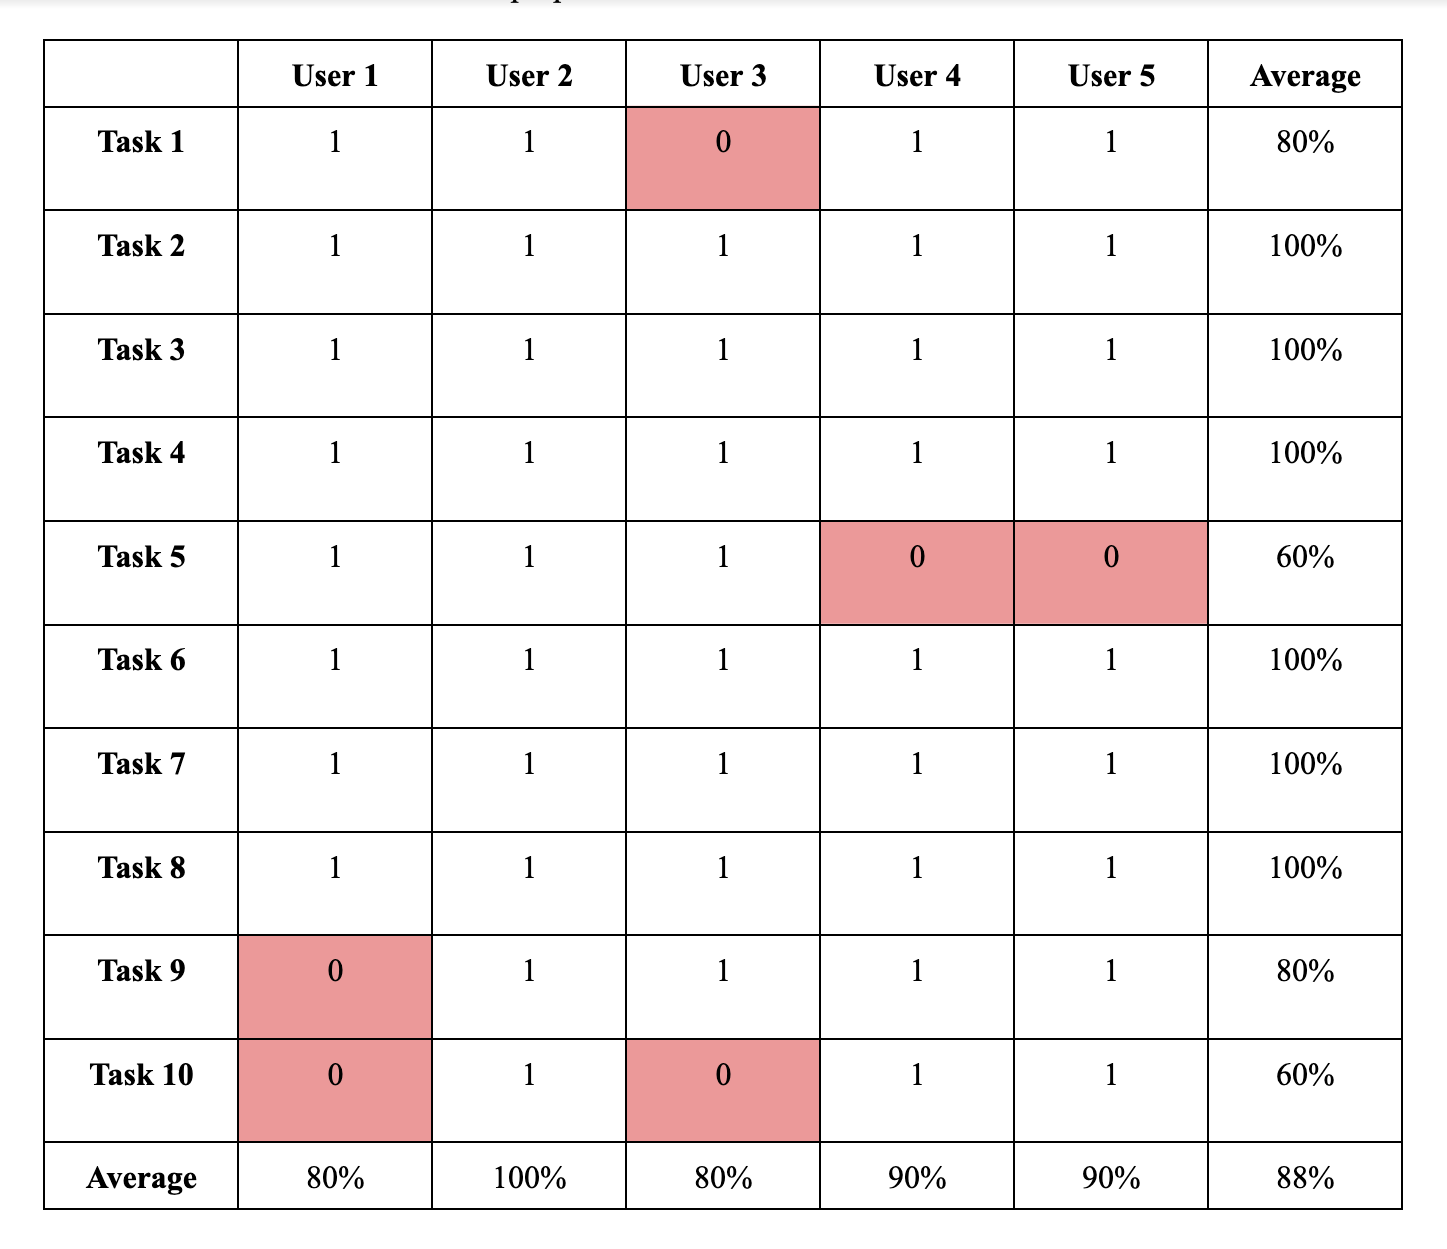 User 1 User 2 User 3 User 4 User 5 Average
Task 1 1 1 0 1 1 80%
Task 2 1 1 1 1 1 100%
Task 3 1 1 1 1 1 100%
Task 4 1 1 1 1 1 100%
Task 5 1 1 1 0 0 60%
Task 6 1 1 1 1 1 100%
Task 7 1 1 1 1 1 100%
Task 8 1 1 1 1 1 100%
Task 9 0 1 1 1 1 80%
Task 10 0 1 0 1 1 60%
Average 80% 100% 80% 90% 90% 88%